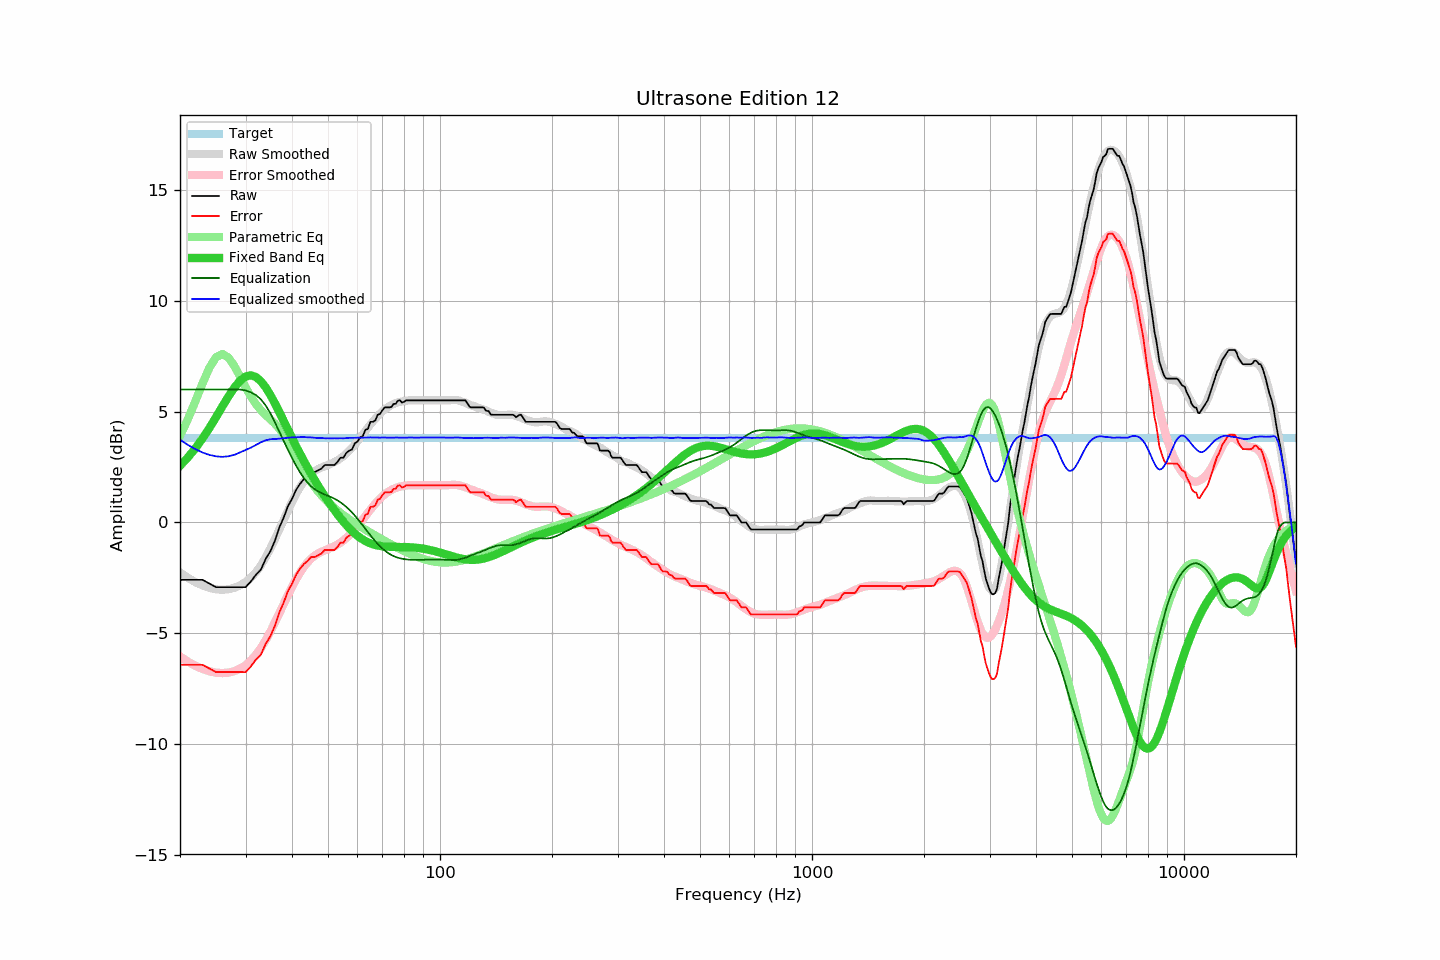 Ultrasone Edition 12
Target
Raw Smoothed
Error Smoothed
Raw
Error
Parametric Eq
Fixed Band Eq
Equalization
Equalized smoothed
15
10
5
0
−5
−10
−15
Amplitude (dBr)
100
1000
10000
Frequency (Hz)